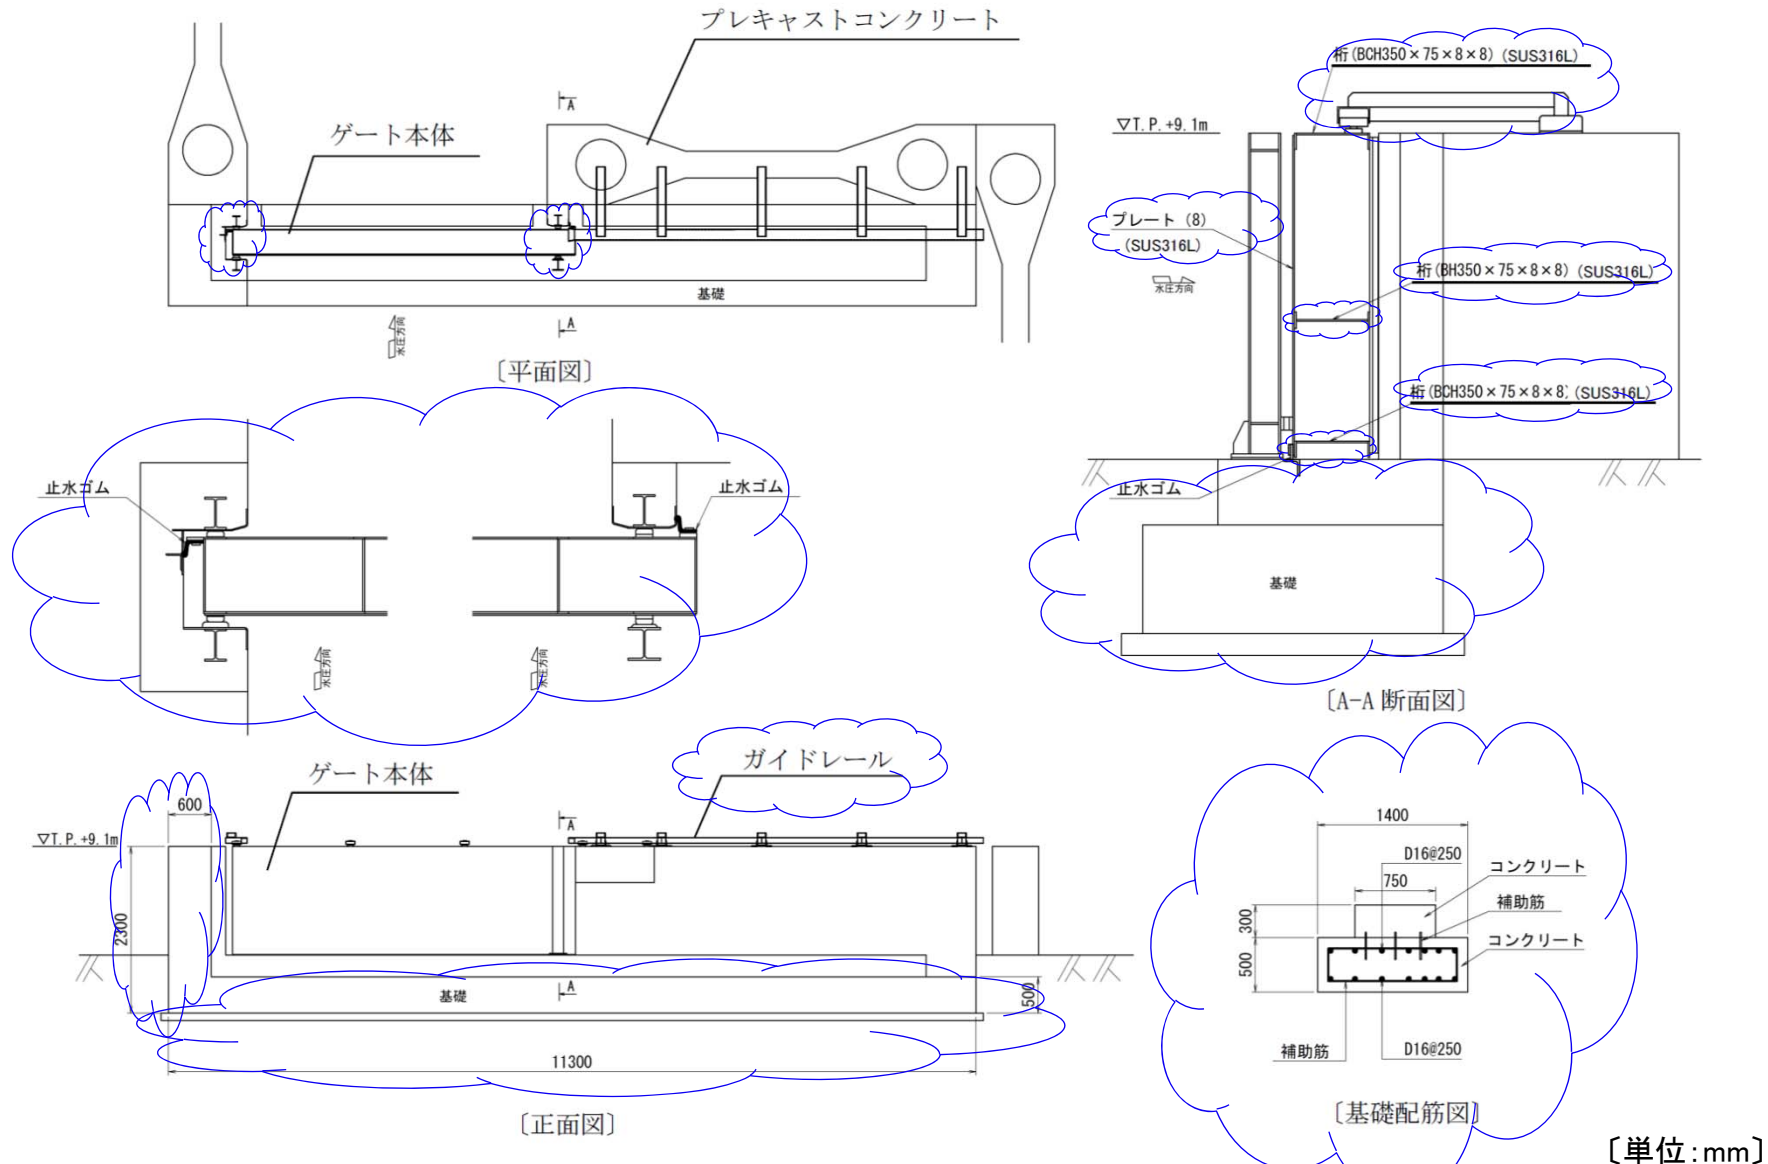 プレキャストコンクリート
A
ゲート本体
基礎
A
水圧方向
〔平面図〕
桁(BCH350×75×8×8) (SUS316L)
▽T.P.+9.1m
プレート (8)
(SUS316L)
水圧方向
桁(BH350×75×8×8) (SUS316L)
桁(BCH350×75×8×8) (SUS316L)
止水ゴム
基礎
〔A-A 断面図〕
止水ゴム
止水ゴム
水圧方向
水圧方向
ゲート本体
ガイドレール
600
▽T.P.+9.1m
A
2300
基礎
A
500
11300
〔正面図〕
1400
D16@250
コンクリート
750
補助筋
300
コンクリート
500
補助筋
D16@250
〔基礎配筋図〕
〔単位:mm〕